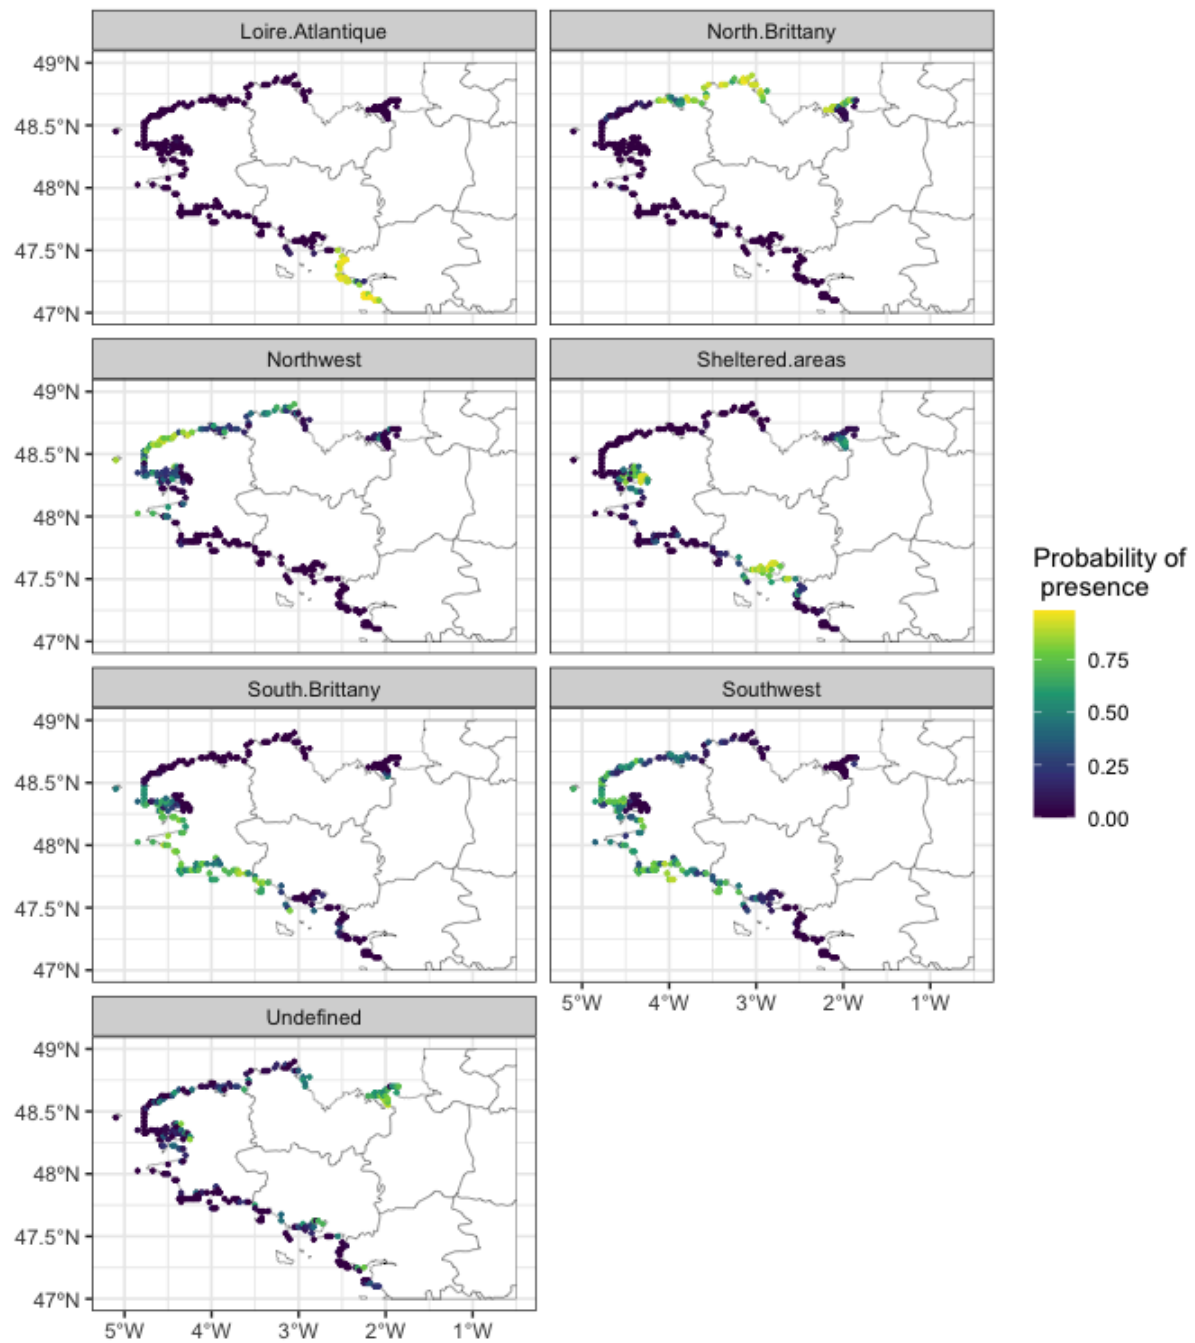 Loire.Atlantique
North.Brittany
49°N
48.5°N
48°N
47.5°N
47°N
Northwest
Sheltered.areas
49°N
48.5°N
48°N
47.5°N
47°N
Probability of
presence
0.75
0.50
0.25
0.00
South.Brittany
Southwest
49°N
48.5°N
48°N
47.5°N
47°N
5°W 4°W 3°W 2°W 1°W
Undefined
49°N
48.5°N
48°N
47.5°N
47°N
5°W 4°W 3°W 2°W 1°W